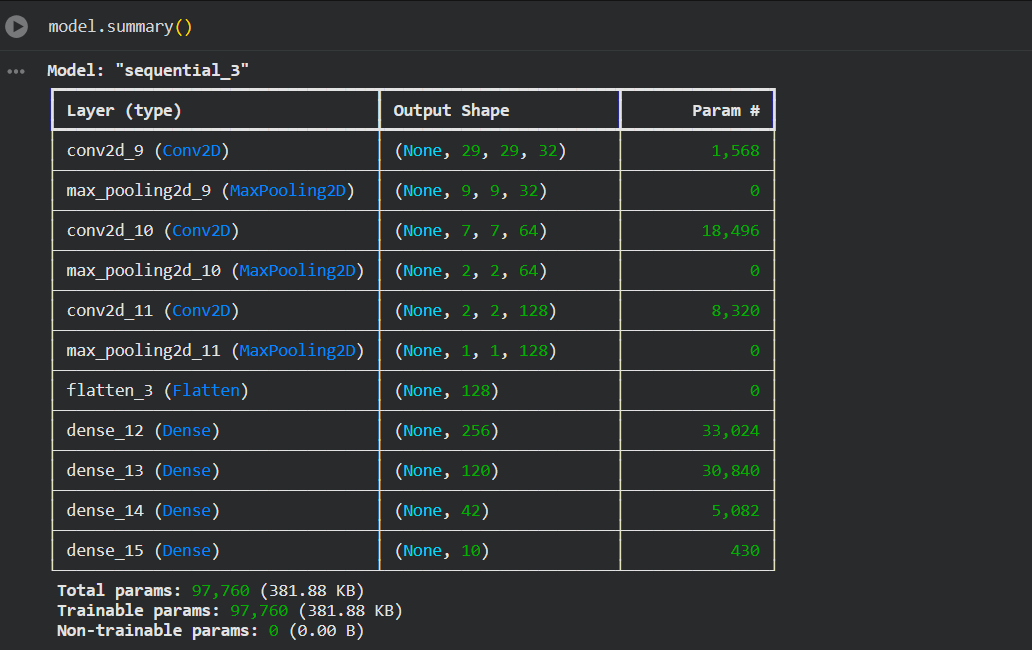 model.summary()
Model: "sequential_3"
Layer (type) Output Shape Param #
conv2d_9 (Conv2D) (None, 29, 29, 32) 1,568
max_pooling2d_9 (MaxPooling2D) (None, 9, 9, 32) 0
conv2d_10 (Conv2D) (None, 7, 7, 64) 18,496
max_pooling2d_10 (MaxPooling2D) (None, 2, 2, 64) 0
conv2d_11 (Conv2D) (None, 2, 2, 128) 8,320
max_pooling2d_11 (MaxPooling2D) (None, 1, 1, 128) 0
flatten_3 (Flatten) (None, 128) 0
dense_12 (Dense) (None, 256) 33,024
dense_13 (Dense) (None, 120) 30,840
dense_14 (Dense) (None, 42) 5,082
dense_15 (Dense) (None, 10) 430
Total params: 97,760 (381.88 KB)
Trainable params: 97,760 (381.88 KB)
Non-trainable params: 0 (0.00 B)